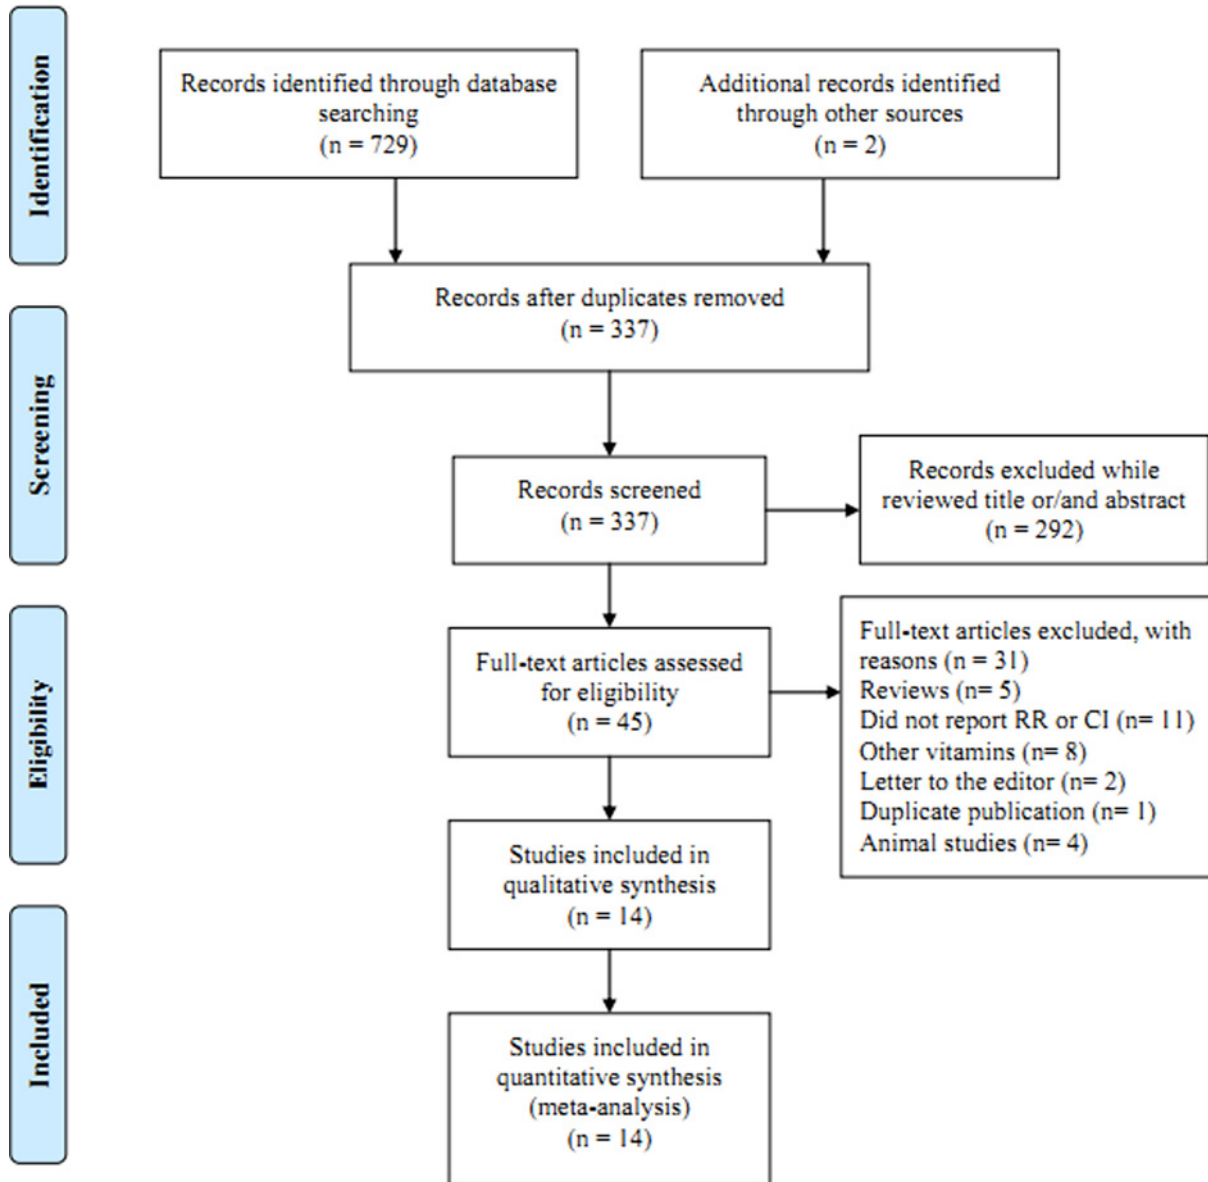 Identification
Records identified through database
searching
(n = 729)
Additional records identified
through other sources
(n = 2)
Records after duplicates removed
(n = 337)
Screening
Records screened
(n = 337)
Records excluded while
reviewed title or/and abstract
(n = 292)
Eligibility
Full-text articles assessed
for eligibility
(n = 45)
Full-text articles excluded, with
reasons (n = 31)
Reviews (n= 5)
Did not report RR or CI (n= 11)
Other vitamins (n= 8)
Letter to the editor (n= 2)
Duplicate publication (n= 1)
Animal studies (n= 4)
Studies included in
qualitative synthesis
(n = 14)
Included
Studies included in
quantitative synthesis
(meta-analysis)
(n = 14)